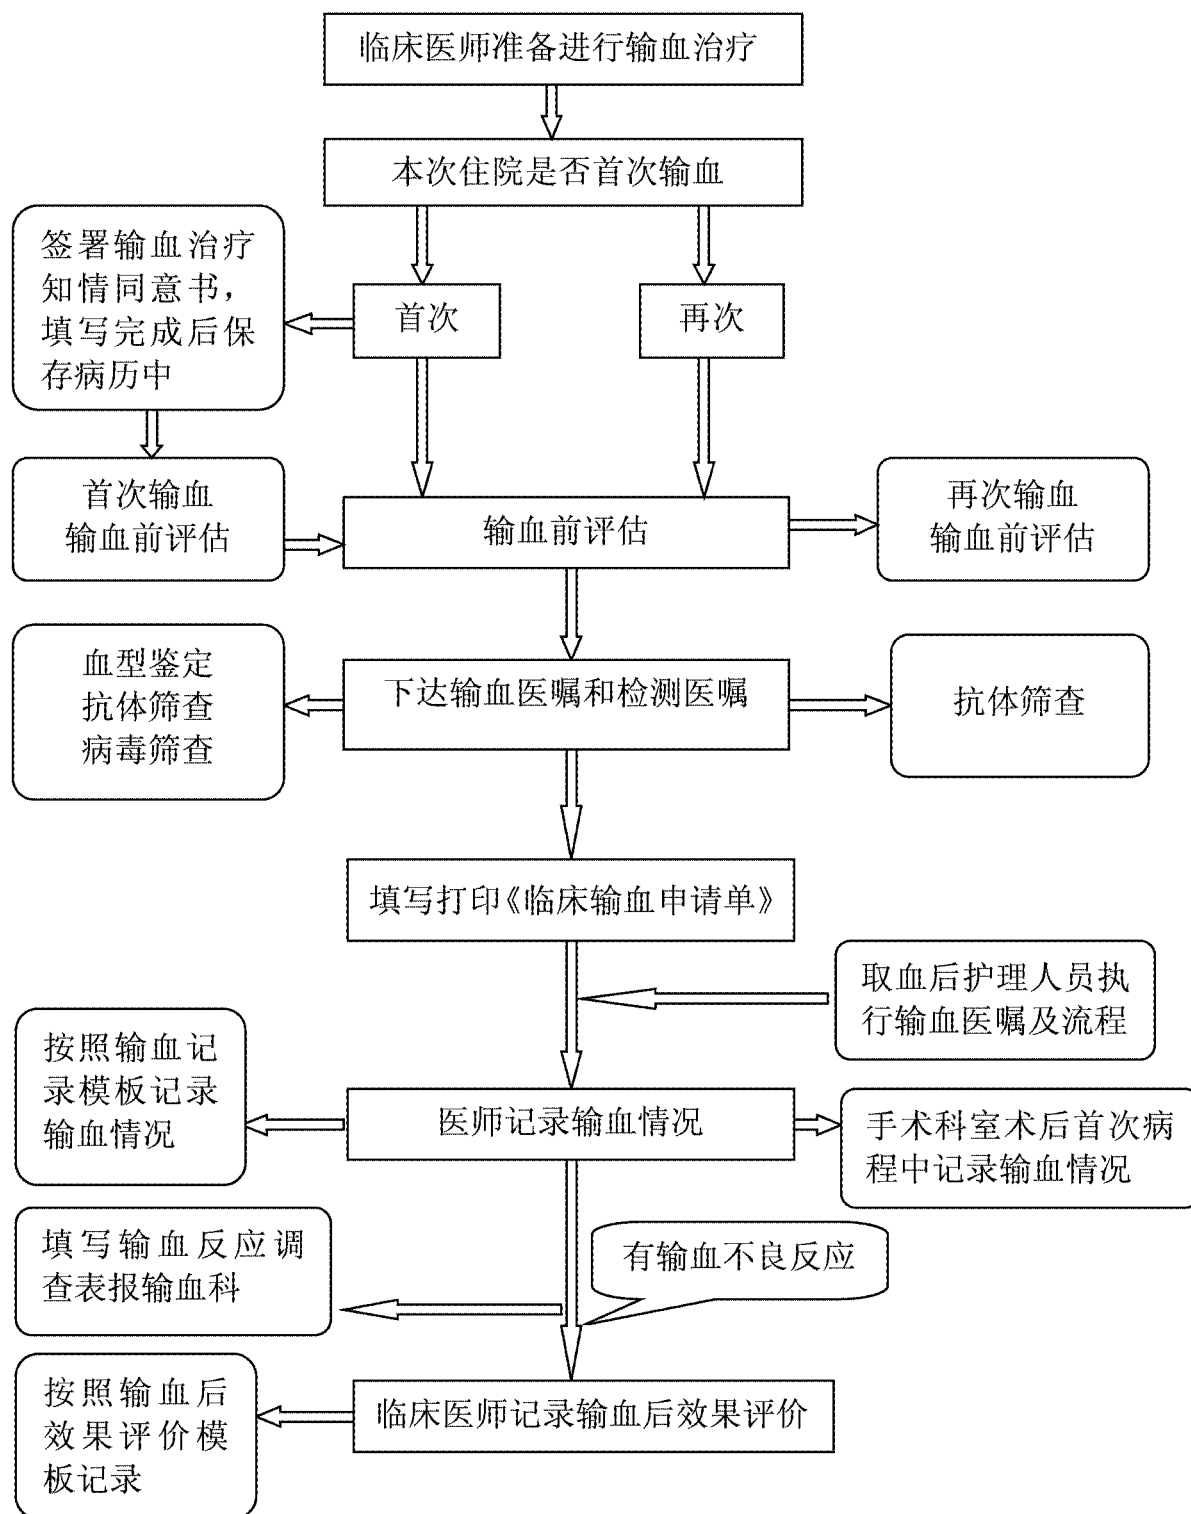 临床医师准备进行输血治疗
本次住院是否首次输血
签署输血治疗
知情同意书，
填写完成后保
存病历中
首次
再次
首次输血
输血前评估
输血前评估
再次输血
输血前评估
血型鉴定
抗体筛查
病毒筛查
下达输血医嘱和检测医嘱
抗体筛查
填写打印《临床输血申请单》
取血后护理人员执
行输血医嘱及流程
按照输血记
录模板记录
输血情况
医师记录输血情况
手术科室术后首次病
程中记录输血情况
填写输血反应调
查表报输血科
有输血不良反应
按照输血后
效果评价模
板记录
临床医师记录输血后效果评价